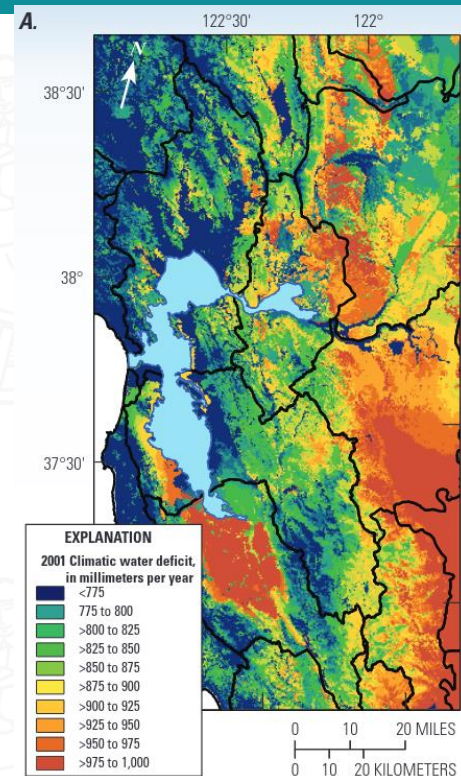 A.
122°30'
122°
N
38°30'
38°
37°30'
EXPLANATION
2001 Climatic water deficit,
in millimeters per year
<775
775 to 800
>800 to 825
>825 to 850
>850 to 875
>875 to 900
>900 to 925
>925 to 950
>950 to 975
>975 to 1,000
0 10 20 MILES
0 10 20 KILOMETERS